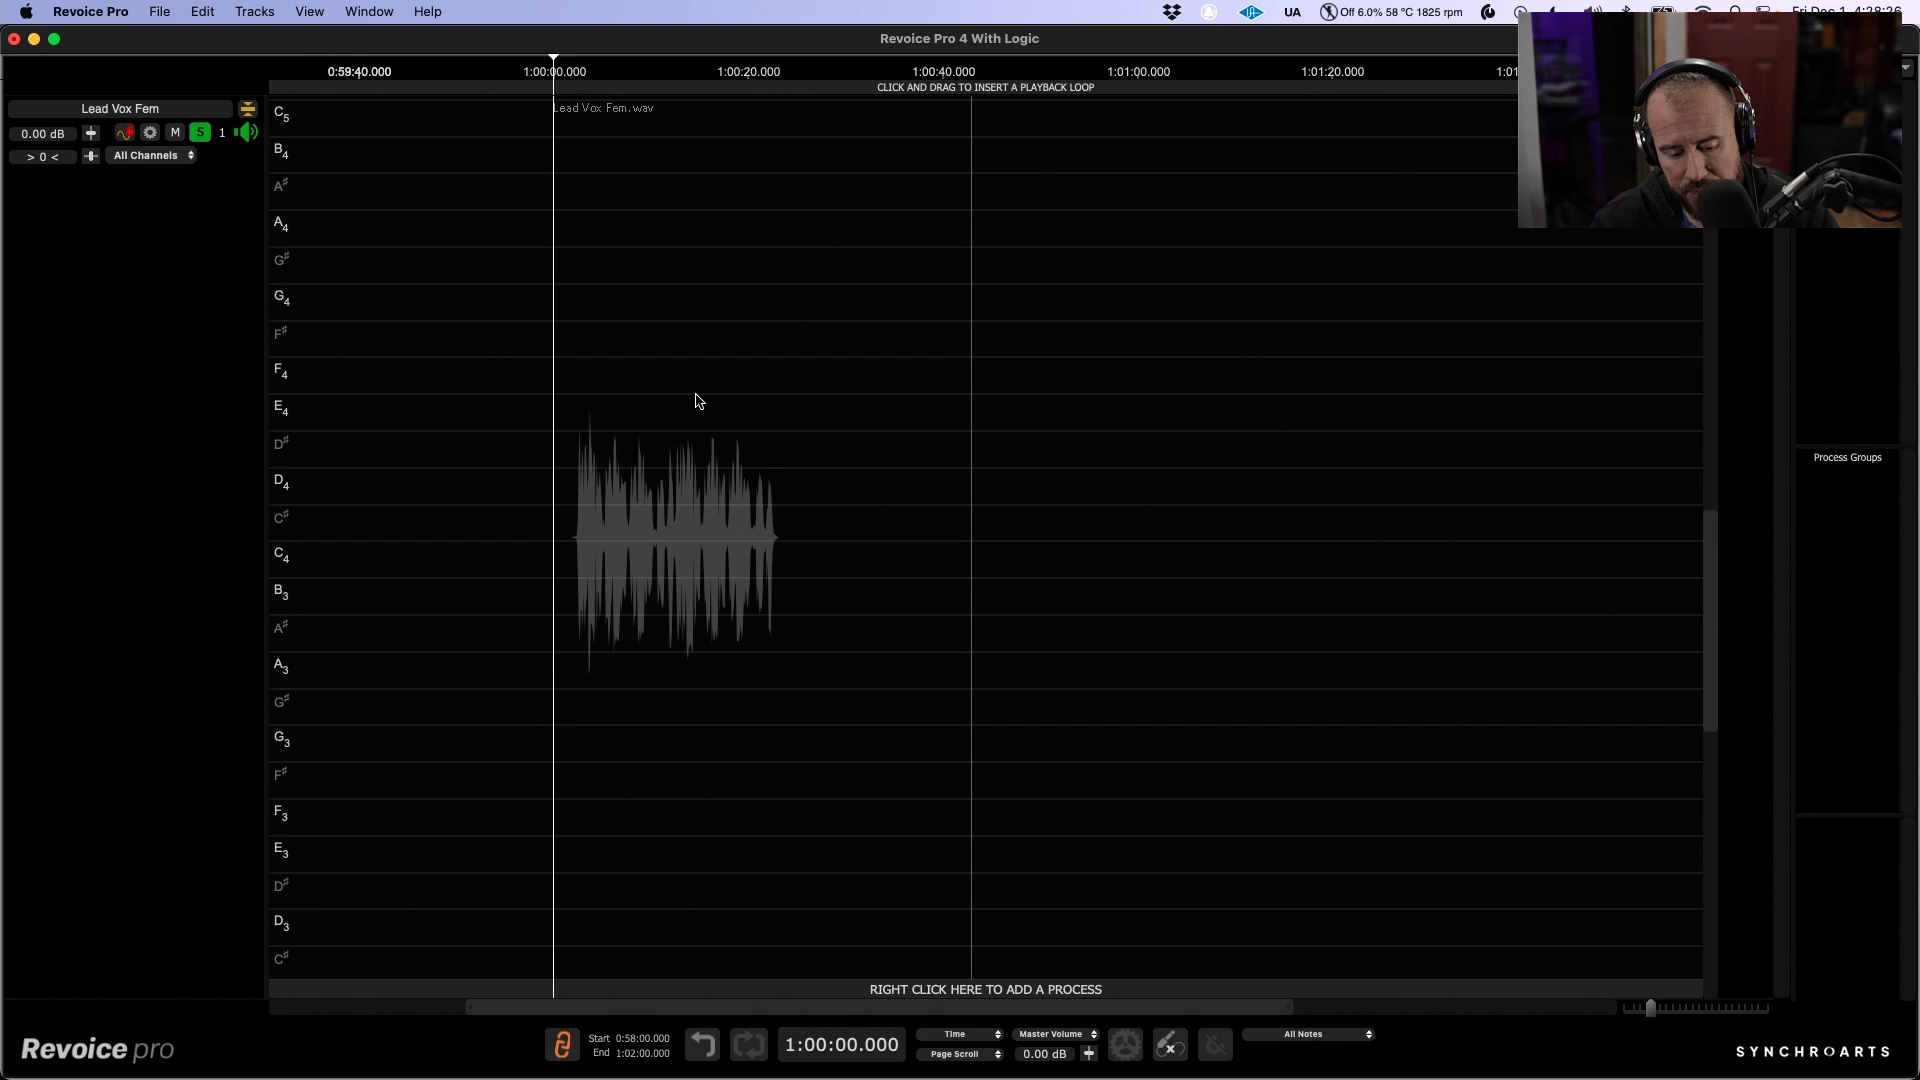 Revoice Pro File Edit Tracks View Window Help UA Off 6.0% 58 °C 1825 rpm
Revoice Pro 4 With Logic
0:59:40.000 1:00:00.000 1:00:20.000 1:00:40.000 1:01:00.000 1:01:20.000 1:01
CLICK AND DRAG TO INSERT A PLAYBACK LOOP
Lead Vox Fem
Lead Vox Fem.wav
0.00 dB M S 1
> 0 < All Channels
C5
B4
A♯
A4
G♯
G4
F♯
F4
E4
D♯
D4
C♯
C4
B3
A♯
A3
G♯
G3
F♯
F3
E3
D♯
D3
C♯
Process Groups
RIGHT CLICK HERE TO ADD A PROCESS
Revoice pro
Start 0:58:00.000
End 1:02:00.000
1:00:00.000
Time
Page Scroll
Master Volume
0.00 dB
All Notes
SYNCHROARTS